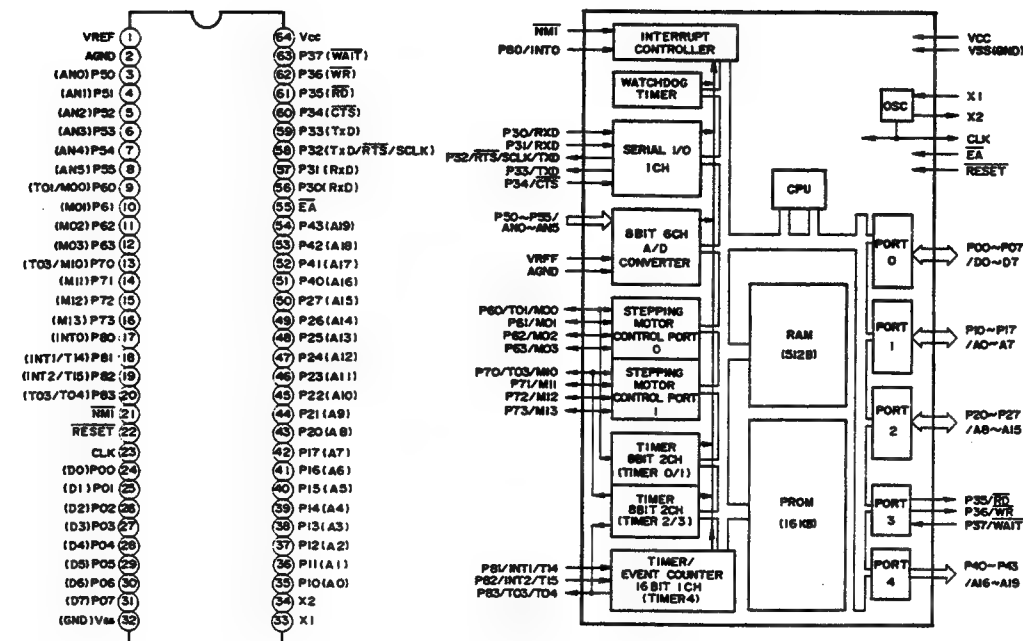 VREF 1
AGND 2
(AN0)P50 3
(AN1)P51 4
(AN2)P52 5
(AN3)P53 6
(AN4)P54 7
(AN5)P55 8
(TO1/MO0)P60 9
(MO1)P61 10
(MO2)P62 11
(MO3)P63 12
(TO3/M10)P70 13
(M11)P71 14
(M12)P72 15
(M13)P73 16
(INT0)P80 17
(INT1/T14)P81 18
(INT2/T15)P82 19
(TO3/TO4)P83 20
NMI 21
RESET 22
CLK 23
(D0)P00 24
(D1)P01 25
(D2)P02 26
(D3)P03 27
(D4)P04 28
(D5)P05 29
(D6)P06 30
(D7)P07 31
(GND)Vss 32
64 Vcc
63 P37(WAIT)
62 P36(WR)
61 P35(RD)
60 P34(CTS)
59 P33(TxD)
58 P32(TxD/RTS/SCLK)
57 P31(RxD)
56 P30(RxD)
55 EA
54 P43(A19)
53 P42(A18)
52 P41(A17)
51 P40(A16)
50 P27(A15)
49 P26(A14)
48 P25(A13)
47 P24(A12)
46 P23(A11)
45 P22(A10)
44 P21(A9)
43 P20(A8)
42 P17(A7)
41 P16(A6)
40 P15(A5)
39 P14(A4)
38 P13(A3)
37 P12(A2)
36 P11(A1)
35 P10(A0)
34 X2
33 X1
NMI
P80/INT0
INTERRUPT
CONTROLLER
WATCHDOG
TIMER
P30/RXD
P31/RXD
P32/RTS/SCLK/TXD
P33/TXD
P34/CTS
SERIAL I/O
1CH
P50~P55/
AN0~AN5
VRFF
AGND
8BIT 6CH
A/D
CONVERTER
P60/TO1/MO0
P61/MO1
P62/MO2
P63/MO3
STEPPING
MOTOR
CONTROL PORT
0
P70/TO3/M10
P71/M11
P72/M12
P73/M13
STEPPING
MOTOR
CONTROL PORT
1
TIMER
8BIT 2CH
(TIMER 0/1)
TIMER
8BIT 2CH
(TIMER 2/3)
P81/INT1/T14
P82/INT2/T15
P83/TO3/TO4
TIMER/
EVENT COUNTER
16BIT 1CH
(TIMER4)
CPU
RAM
(512B)
PROM
(16KB)
VCC
VSS(GND)
OSC
X1
X2
CLK
EA
RESET
PORT
0
P00~P07
/D0~D7
PORT
1
P10~P17
/A0~A7
PORT
2
P20~P27
/A8~A15
PORT
3
P35/RD
P36/WR
P37/WAIT
PORT
4
P40~P43
/A16~A19